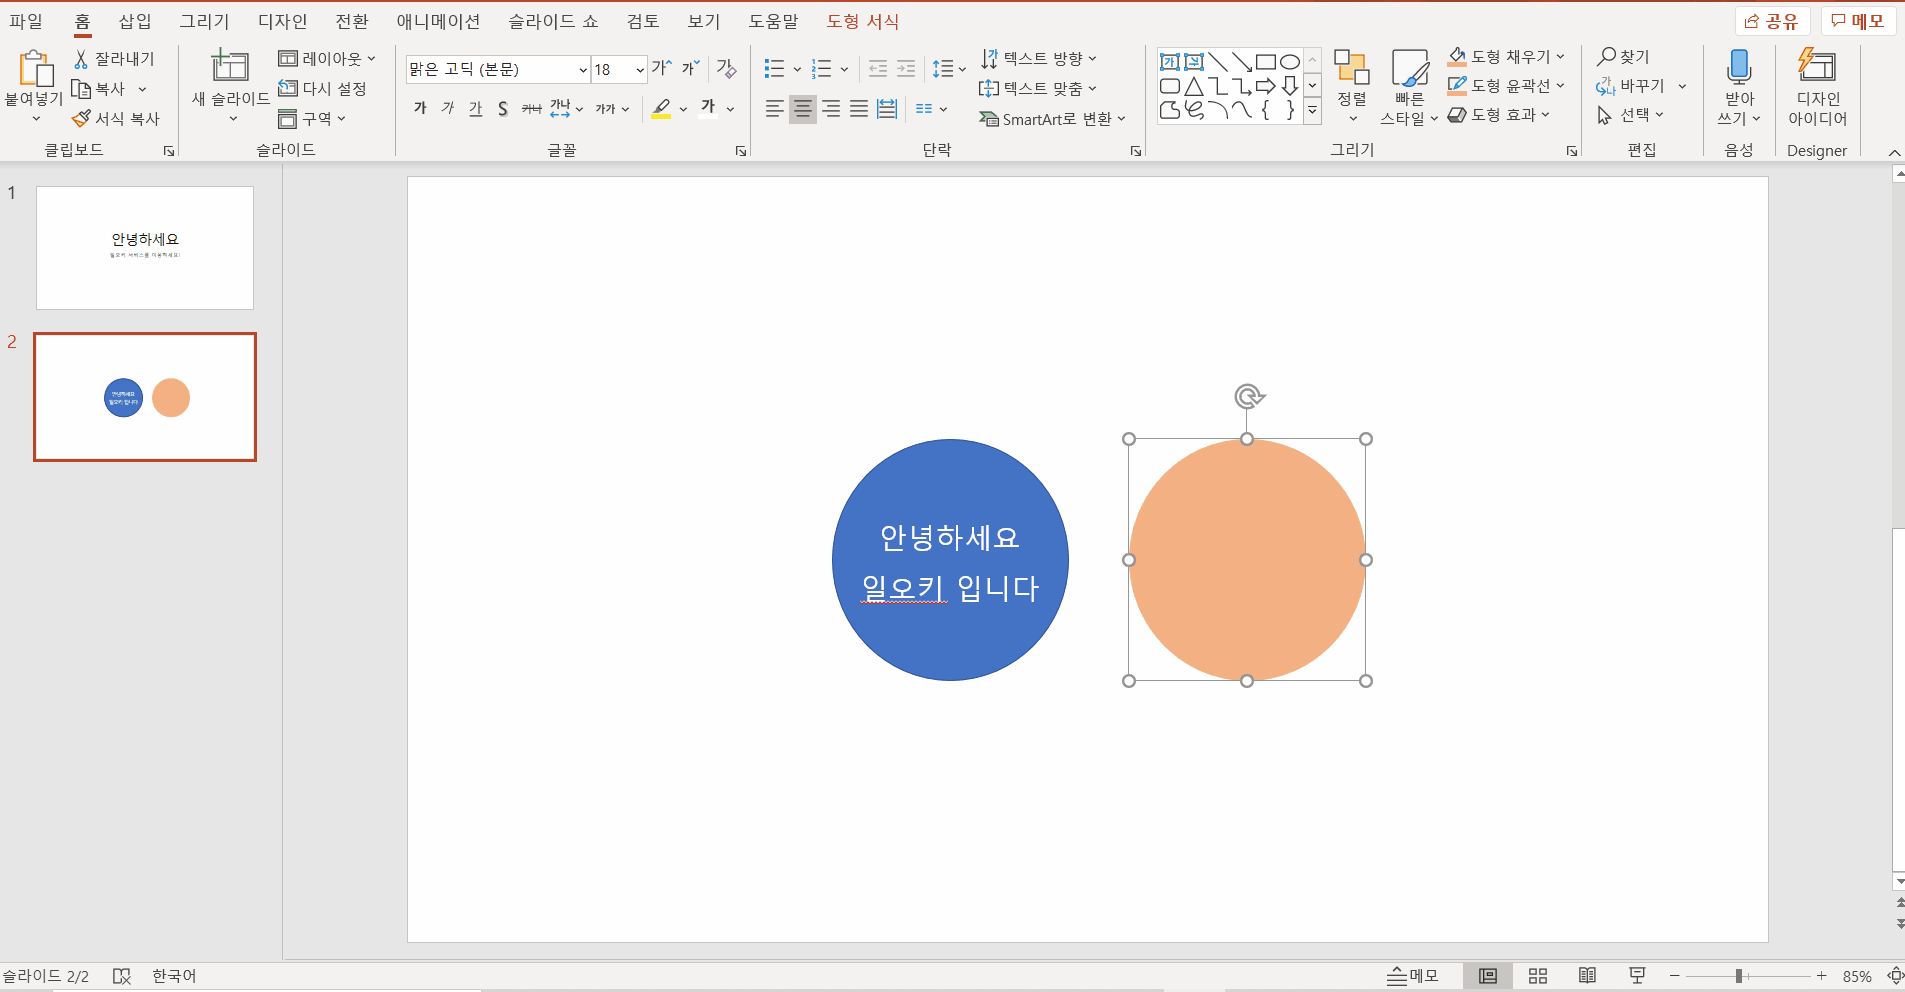 파일 홈 삽입 그리기 디자인 전환 애니메이션 슬라이드 쇼 검토 보기 도움말 도형 서식 공유 메모
붙여넣기
잘라내기
복사
서식 복사
클립보드
새 슬라이드
레이아웃
다시 설정
구역
슬라이드
맑은 고딕 (본문) 18 가 가 가
가 가 가 S 가나 가나 가가 가
글꼴
텍스트 방향
텍스트 맞춤
SmartArt로 변환
단락
정렬
빠른
스타일
도형 채우기
도형 윤곽선
도형 효과
그리기
찾기
바꾸기
선택
편집
받아
쓰기
음성
디자인
아이디어
Designer
1
안녕하세요
일오키 서비스를 이용하세요!
2
안녕하세요
일오키 입니다
안녕하세요
일오키 입니다
슬라이드 2/2 한국어 메모 85%